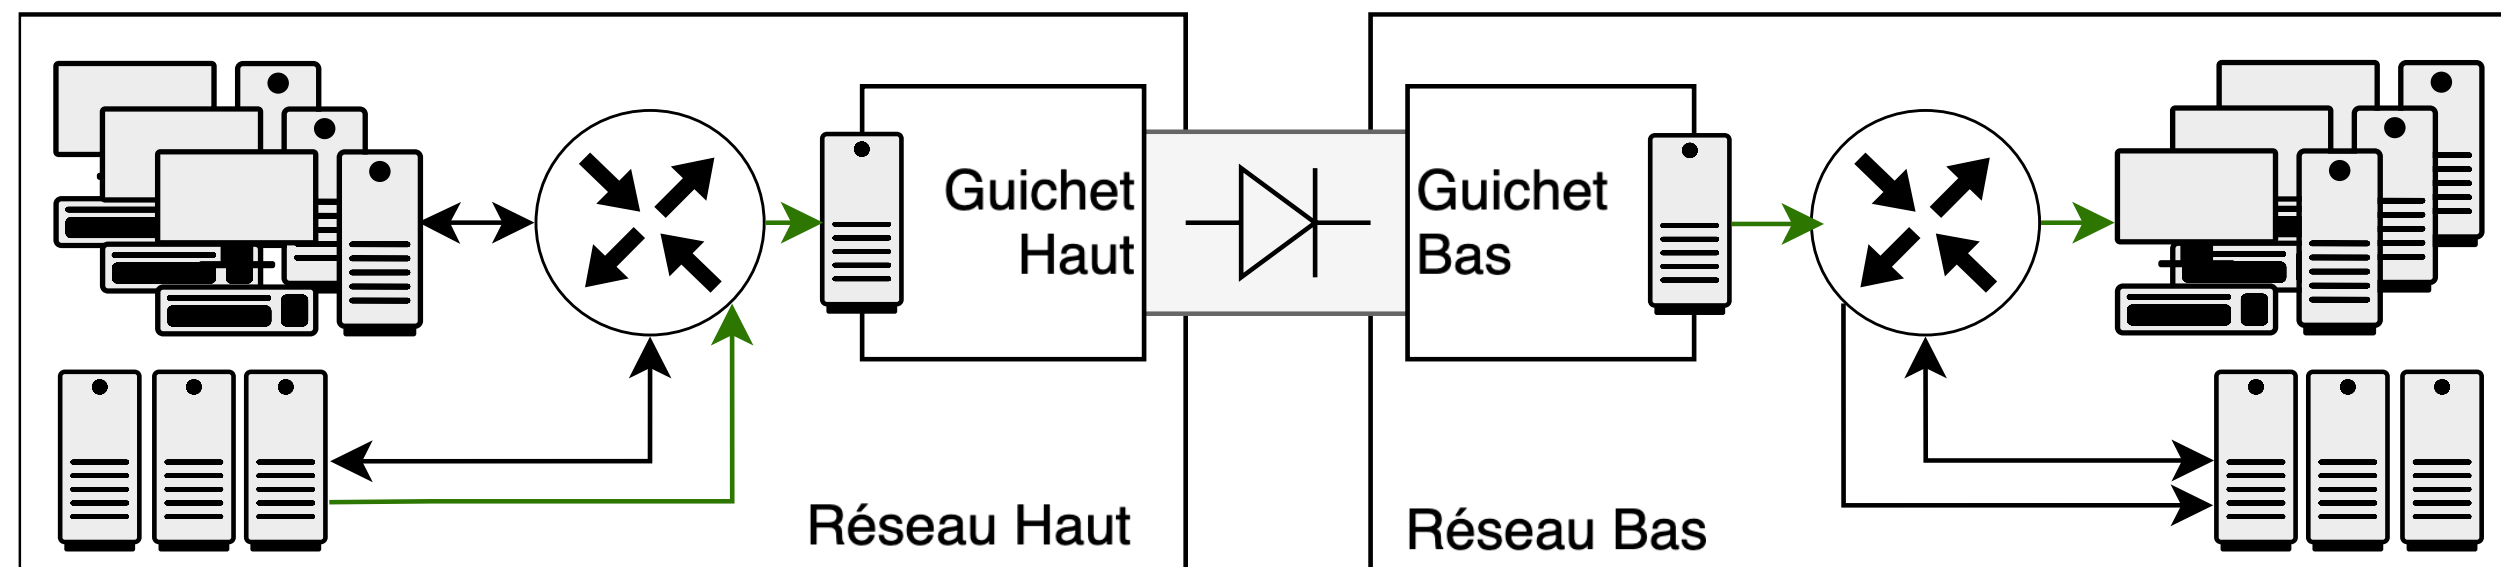 Guichet
Haut
Guichet
Bas
Réseau Haut
Réseau Bas